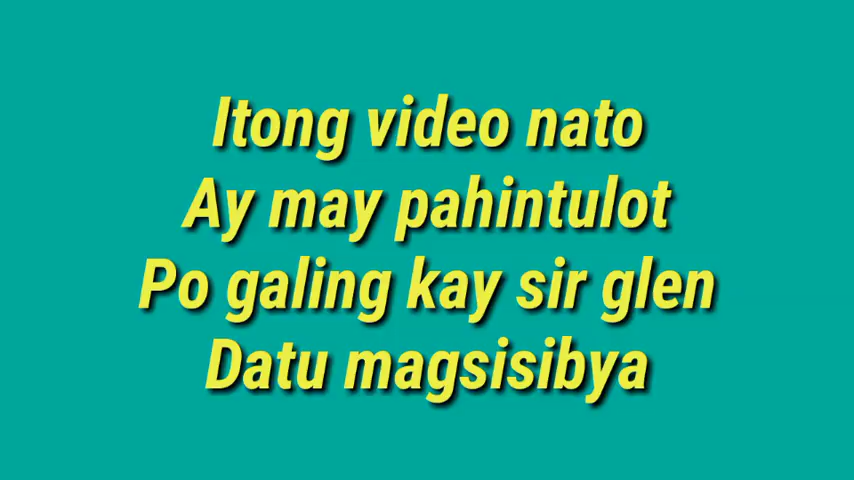 Itong video nato
Ay may pahintulot
Po galing kay sir glen
Datu magsisibya